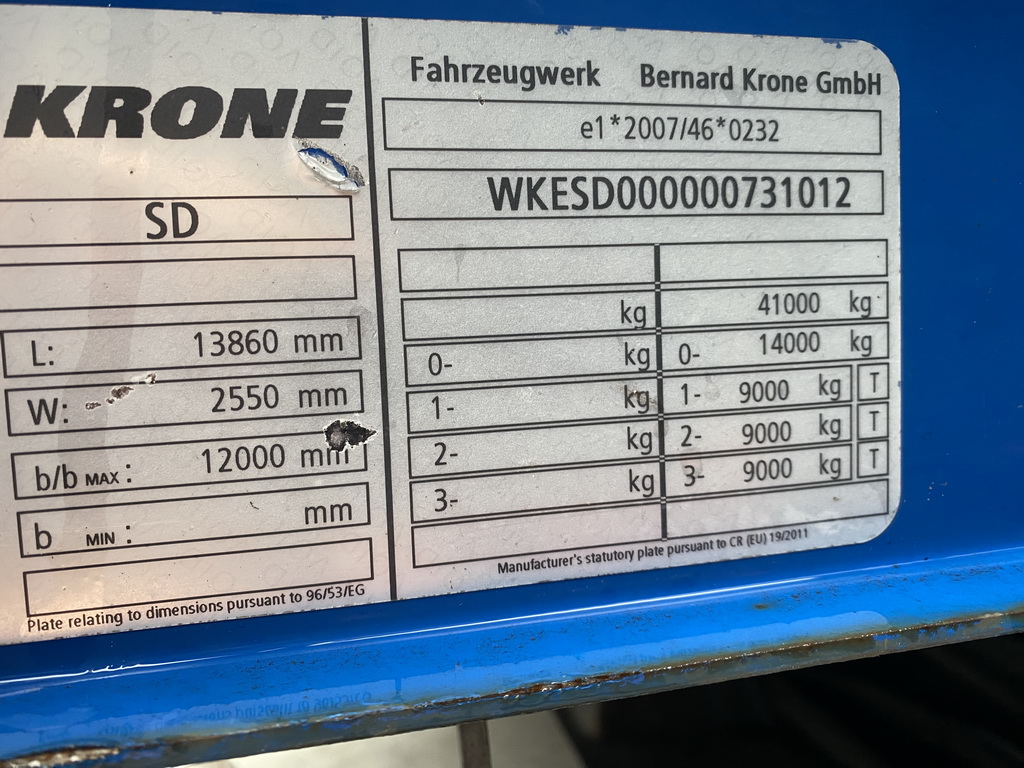 KRONE
SD
L: 13860 mm
W: 2550 mm
b/b MAX : 12000 mm
b MIN : mm
Plate relating to dimensions pursuant to 96/53/EG
Fahrzeugwerk Bernard Krone GmbH
e1*2007/46*0232
WKESD000000731012
kg 41000 kg
0- kg 0- 14000 kg
1- kg 1- 9000 kg T
2- kg 2- 9000 kg T
3- kg 3- 9000 kg T
Manufacturer's statutory plate pursuant to CR (EU) 19/2011